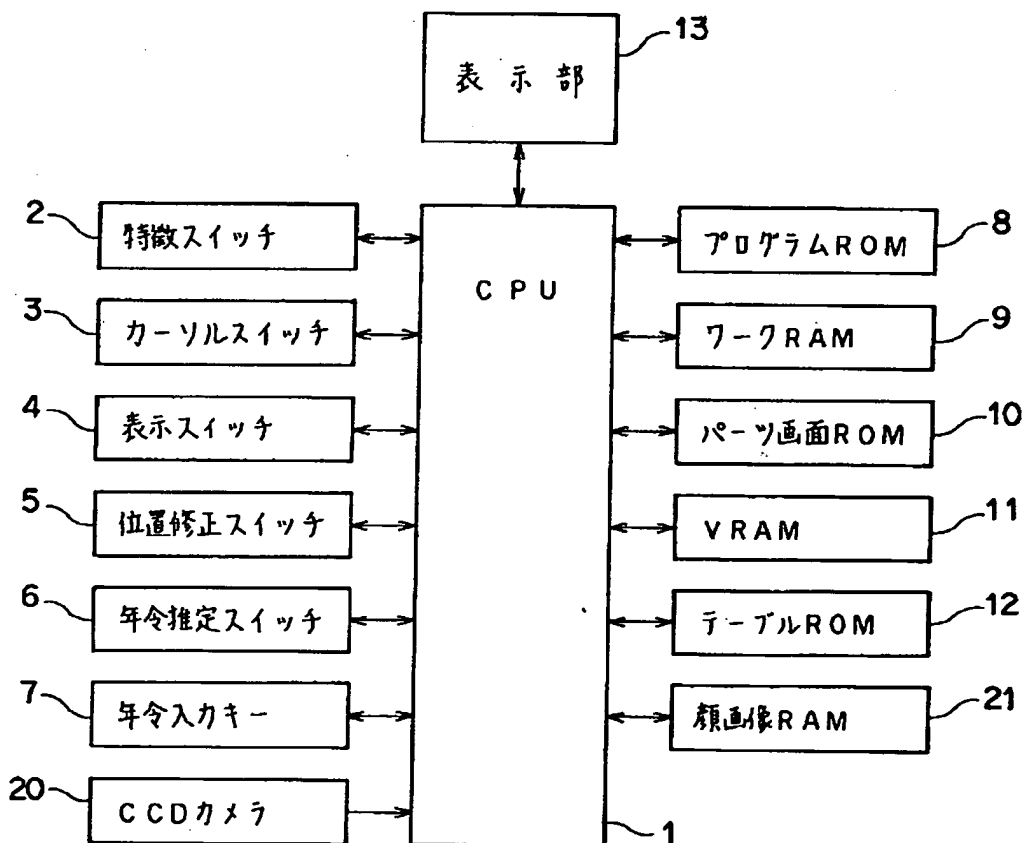 13
表示部
2
特徴スイッチ
CPU
プログラムROM
8
3
カーソルスイッチ
ワークRAM
9
4
表示スイッチ
パーツ画面ROM
10
5
位置修正スイッチ
VRAM
11
6
年令推定スイッチ
テーブルROM
12
7
年令入力キー
顔画像RAM
21
20
CCDカメラ
1